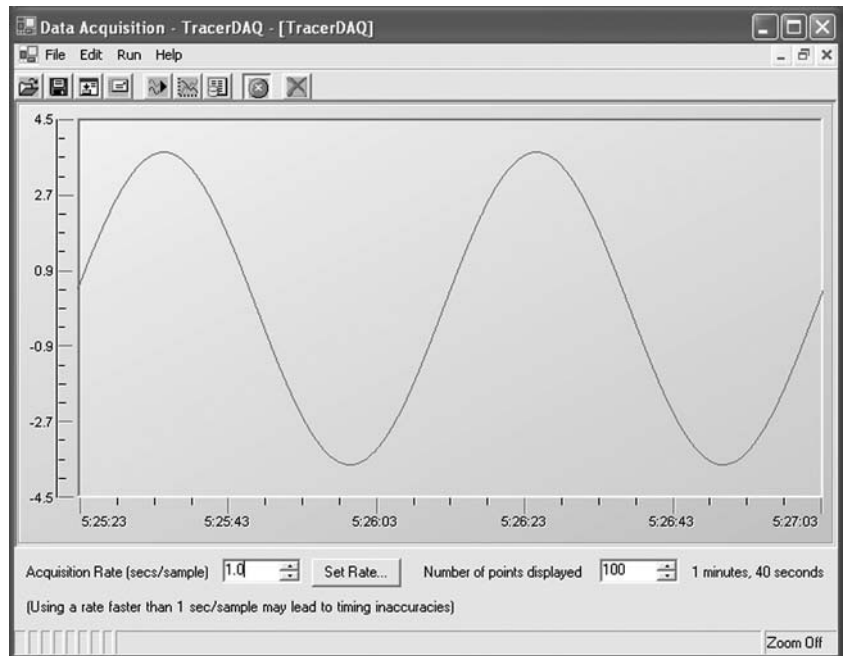 Data Acquisition - TracerDAQ - [TracerDAQ]
File Edit Run Help
4.5
2.7
0.9
-0.9
-2.7
-4.5
5:25:23 5:25:43 5:26:03 5:26:23 5:26:43 5:27:03
Acquisition Rate (secs/sample) 1.0 Set Rate... Number of points displayed 100 1 minutes, 40 seconds
(Using a rate faster than 1 sec/sample may lead to timing inaccuracies)
Zoom Off